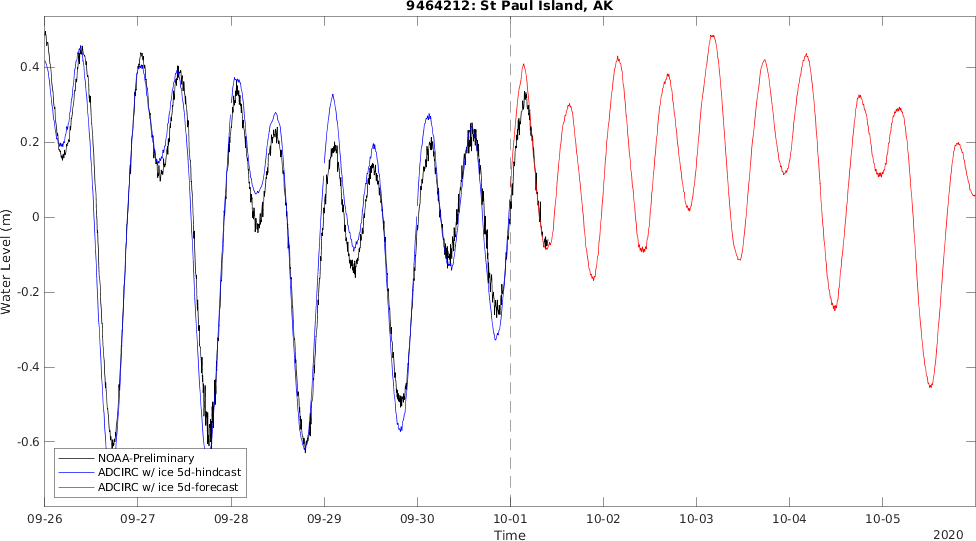 9464212: St Paul Island, AK
Water Level (m)
0.4
0.2
0
-0.2
-0.4
-0.6
NOAA-Preliminary
ADCIRC w/ ice 5d-hindcast
ADCIRC w/ ice 5d-forecast
09-26 09-27 09-28 09-29 09-30 10-01 10-02 10-03 10-04 10-05
Time
2020